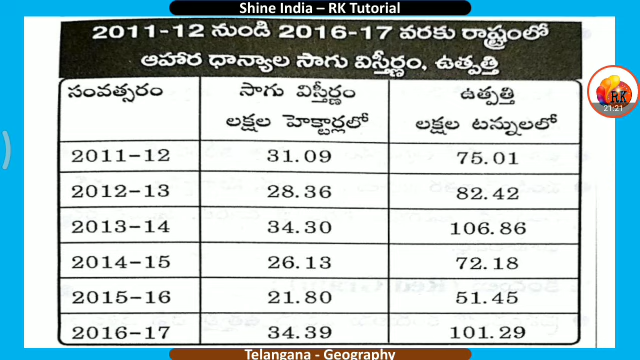 Shine India – RK Tutorial
2011-12 నుండి 2016-17 వరకు రాష్ట్రంలో
ఆహార ధాన్యాల సాగు విస్తీర్ణం, ఉత్పత్తి
సంవత్సరం సాగు విస్తీర్ణం ఉత్పత్తి
లక్షల హెక్టార్లలో లక్షల టన్నులలో
2011-12 31.09 75.01
2012-13 28.36 82.42
2013-14 34.30 106.86
2014-15 26.13 72.18
2015-16 21.80 51.45
2016-17 34.39 101.29
RK
21:21
Telangana - Geography